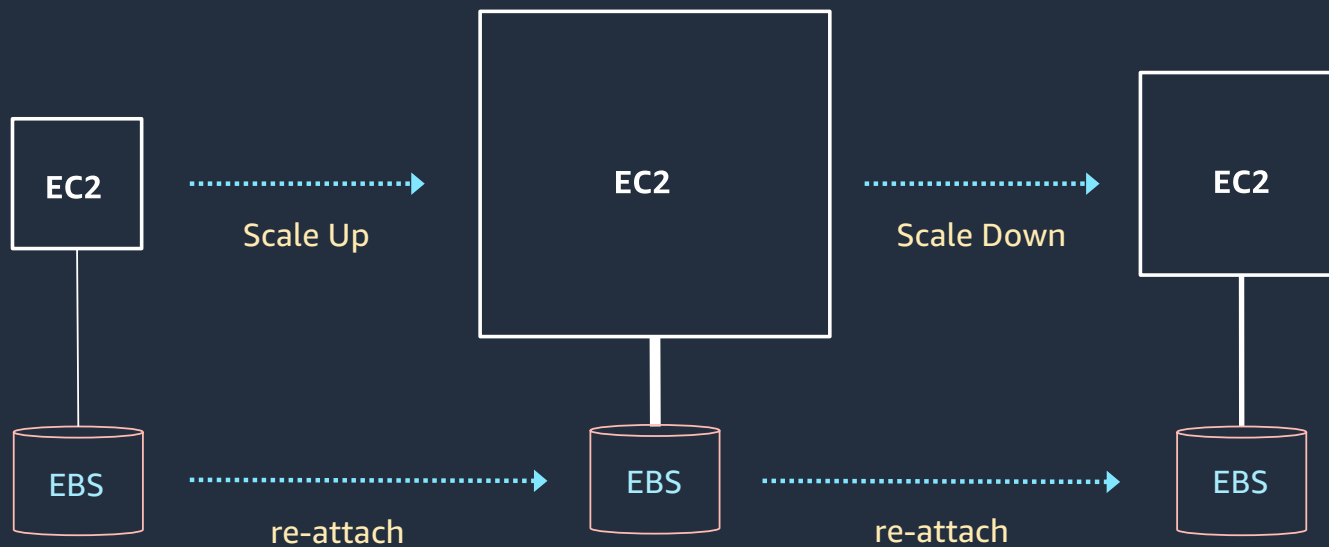 EC2
Scale Up
EC2
Scale Down
EC2
EBS
re-attach
EBS
re-attach
EBS